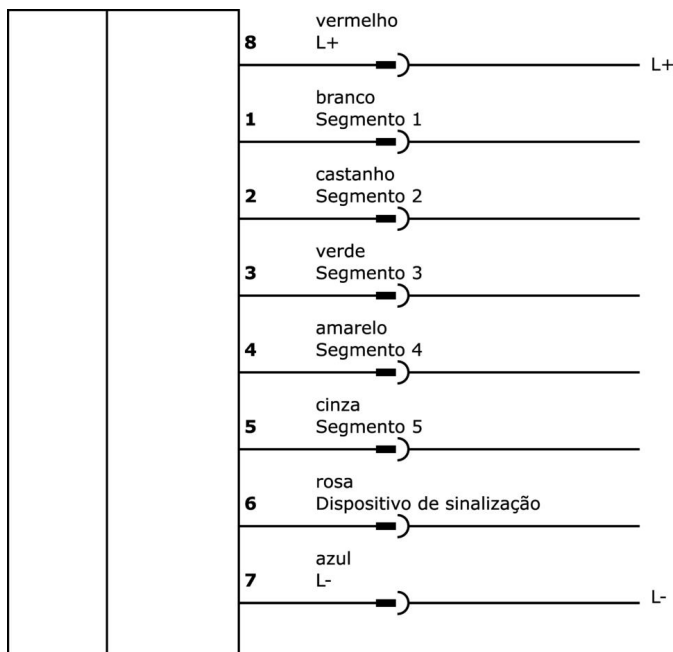 vermelho
8 L+
L+
branco
1 Segmento 1
castanho
2 Segmento 2
verde
3 Segmento 3
amarelo
4 Segmento 4
cinza
5 Segmento 5
rosa
6 Dispositivo de sinalização
azul
7 L-
L-